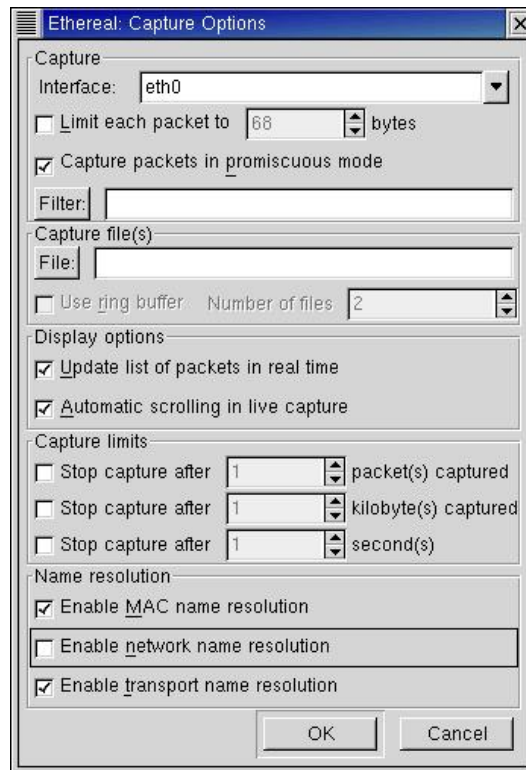 Ethereal: Capture Options
Capture
Interface: eth0
Limit each packet to 68 bytes
Capture packets in promiscuous mode
Filter:
Capture file(s)
File:
Use ring buffer Number of files 2
Display options
Update list of packets in real time
Automatic scrolling in live capture
Capture limits
Stop capture after 1 packet(s) captured
Stop capture after 1 kilobyte(s) captured
Stop capture after 1 second(s)
Name resolution
Enable MAC name resolution
Enable network name resolution
Enable transport name resolution
OK Cancel